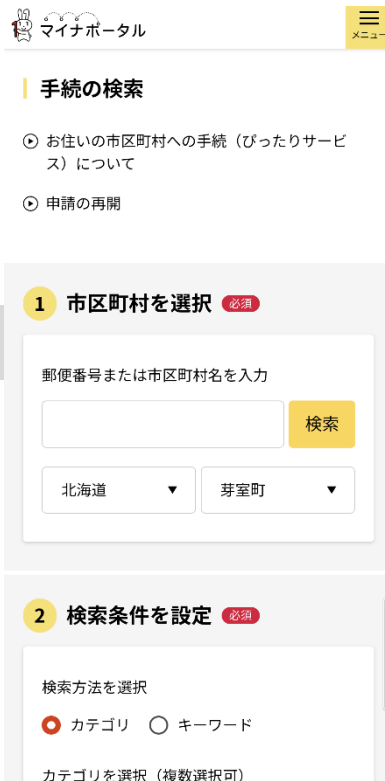 マイナポータル
メニュー
手続の検索
お住いの市区町村への手続（ぴったりサービ
ス）について
申請の再開
1 市区町村を選択 必須
郵便番号または市区町村名を入力
検索
北海道 ▼ 芽室町 ▼
2 検索条件を設定 必須
検索方法を選択
カテゴリ キーワード
カテゴリを選択（複数選択可）